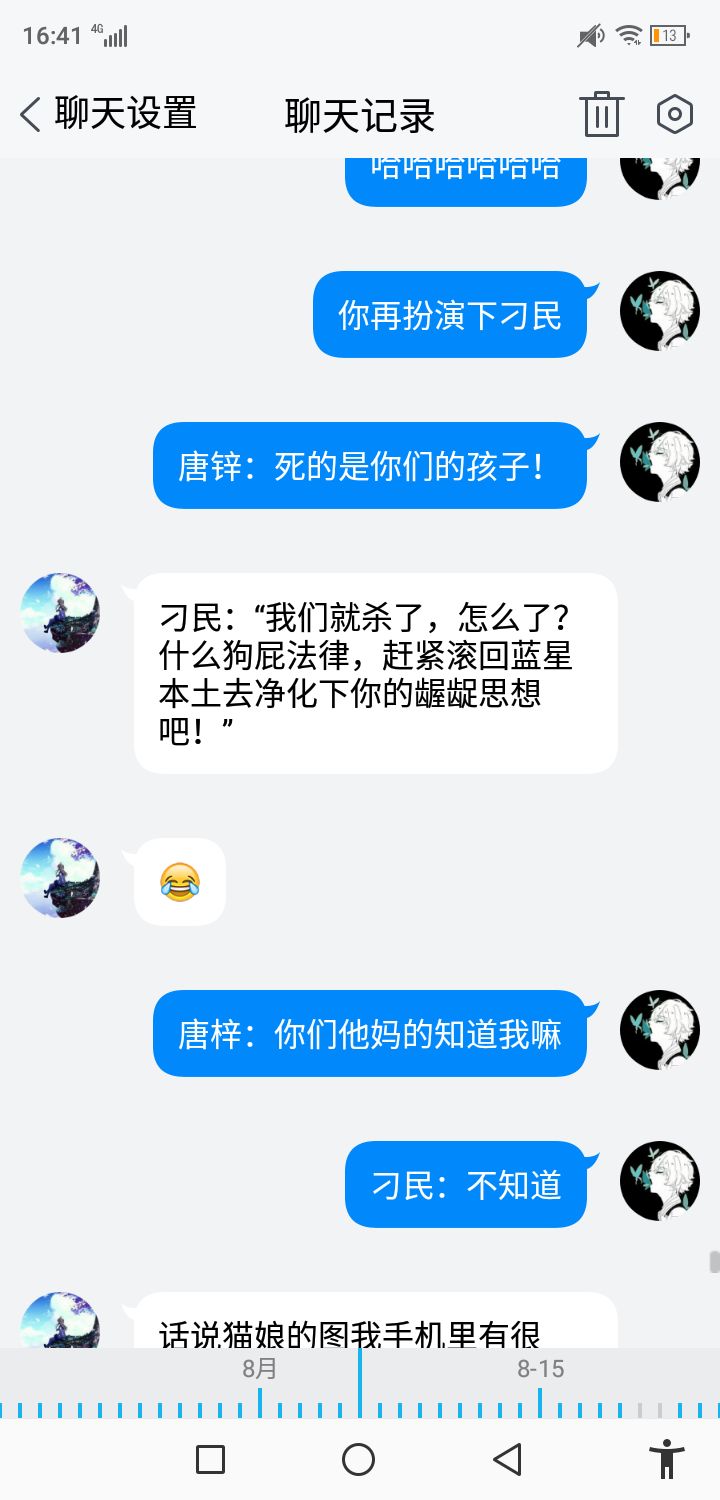 16:41 4G 13
聊天设置 聊天记录
哈哈哈哈哈哈
你再扮演下刁民
唐锌：死的是你们的孩子！
刁民：“我们就杀了，怎么了？
什么狗屁法律，赶紧滚回蓝星
本土去净化下你的龌龊思想
吧！”
😂
唐梓：你们他妈的知道我嘛
刁民：不知道
话说猫娘的图我手机里有很
8月 8-15